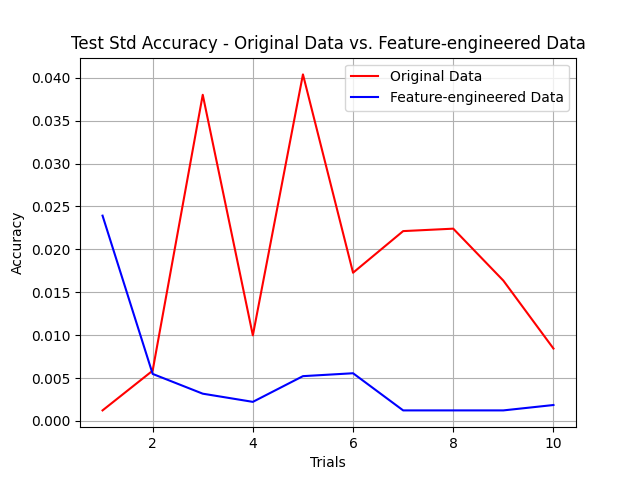 Test Std Accuracy - Original Data vs. Feature-engineered Data
Original Data
Feature-engineered Data
Accuracy
0.040
0.035
0.030
0.025
0.020
0.015
0.010
0.005
0.000
2
4
6
8
10
Trials